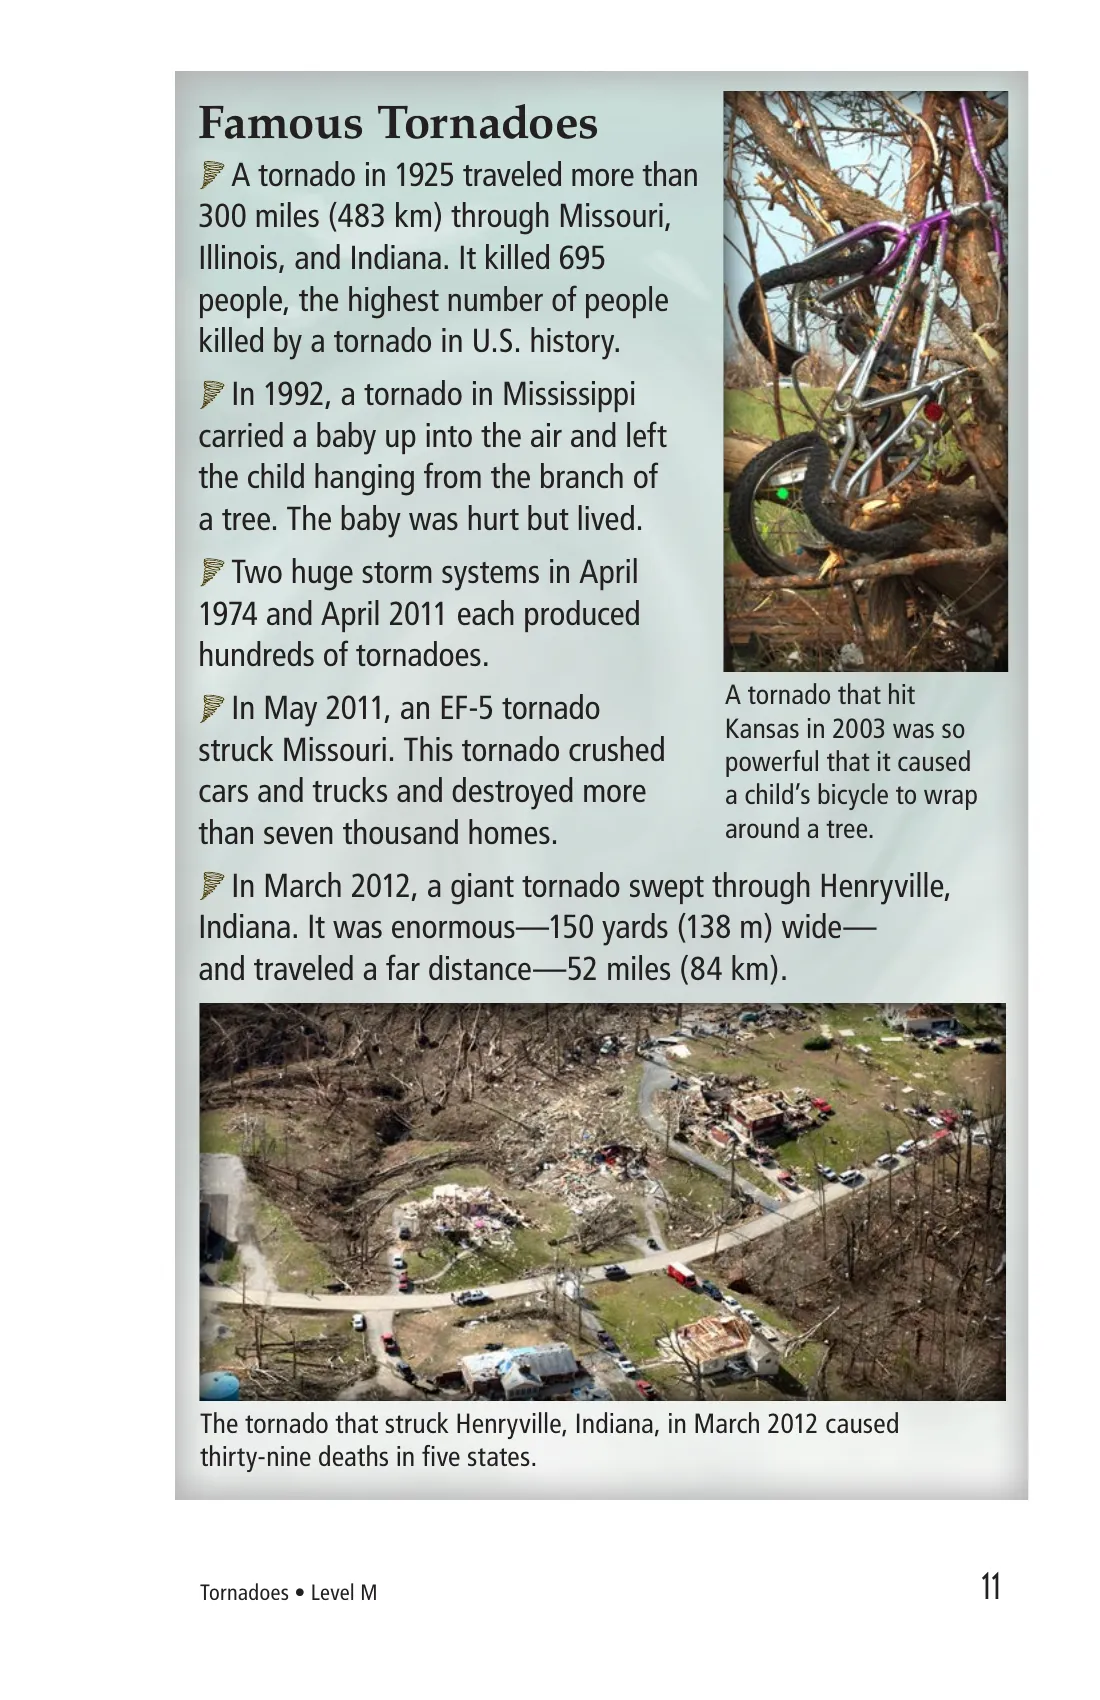 Famous Tornadoes
A tornado in 1925 traveled more than
300 miles (483 km) through Missouri,
Illinois, and Indiana. It killed 695
people, the highest number of people
killed by a tornado in U.S. history.
In 1992, a tornado in Mississippi
carried a baby up into the air and left
the child hanging from the branch of
a tree. The baby was hurt but lived.
Two huge storm systems in April
1974 and April 2011 each produced
hundreds of tornadoes.
In May 2011, an EF-5 tornado
struck Missouri. This tornado crushed
cars and trucks and destroyed more
than seven thousand homes.
A tornado that hit
Kansas in 2003 was so
powerful that it caused
a child’s bicycle to wrap
around a tree.
In March 2012, a giant tornado swept through Henryville,
Indiana. It was enormous—150 yards (138 m) wide—
and traveled a far distance—52 miles (84 km).
The tornado that struck Henryville, Indiana, in March 2012 caused
thirty-nine deaths in five states.
Tornadoes • Level M
11